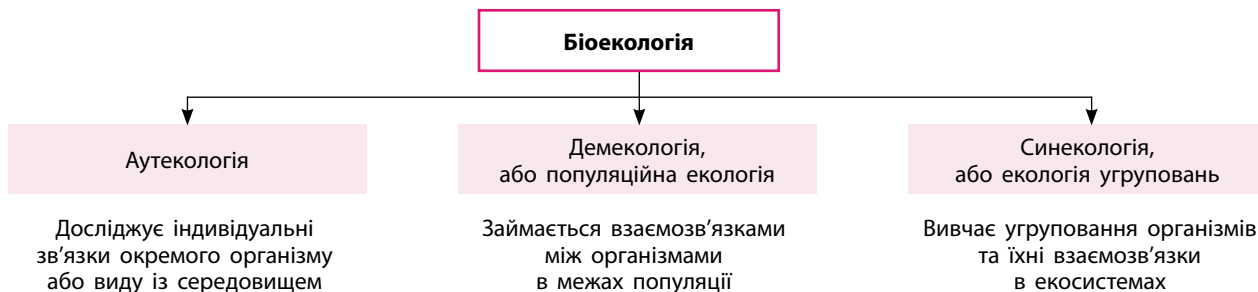 Біоекологія
Аутекологія
Досліджує індивідуальні
зв'язки окремого організму
або виду із середовищем
Демекологія,
або популяційна екологія
Займається взаємозв'язками
між організмами
в межах популяції
Синекологія,
або екологія угруповань
Вивчає угруповання організмів
та їхні взаємозв'язки
в екосистемах